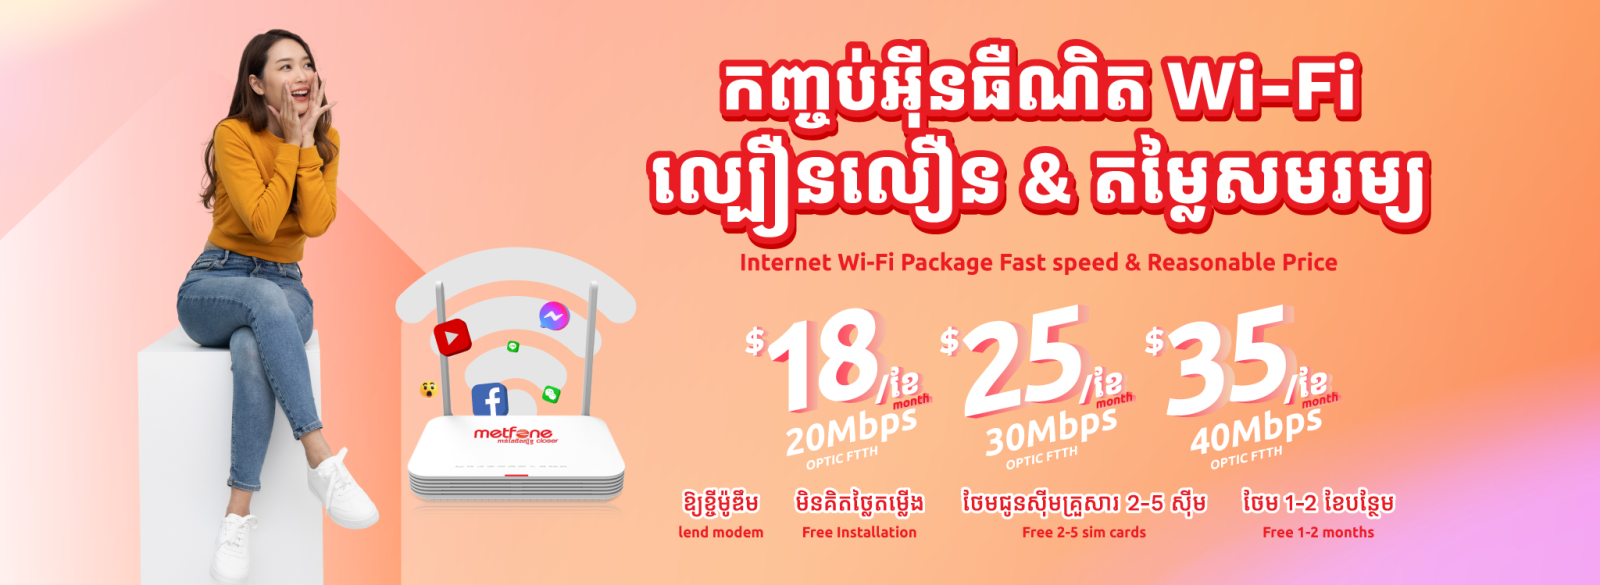 កញ្ចប់អ៊ីនធឺណិត Wi-Fi
ល្បឿនលឿន & តម្លៃសមរម្យ
Internet Wi-Fi Package Fast speed & Reasonable Price
$18/ខែ
month
20Mbps
OPTIC FTTH
$25/ខែ
month
30Mbps
OPTIC FTTH
$35/ខែ
month
40Mbps
OPTIC FTTH
metfone
closer
ឱ្យខ្ចីម៉ូឌឹម
lend modem
មិនគិតថ្លៃតម្លើង
Free Installation
ថែមជូនស៊ីមគ្រួសារ 2-5 ស៊ីម
Free 2-5 sim cards
ថែម 1-2 ខែបន្ថែម
Free 1-2 months